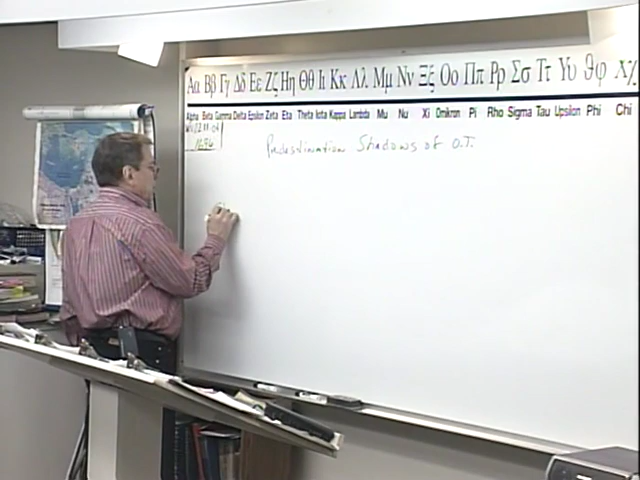 Αα Ββ Γγ Δδ Εε Ζζ Ηη Θθ Ιι Κκ Λλ Μμ Νν Ξξ Οο Ππ Ρρ Σσ Ττ Υυ ϑφ Χχ
Alpha Beta Gamma Delta Epsilon Zeta Eta Theta Iota Kappa Lambda Mu Nu Xi Omikron Pi Rho Sigma Tau Upsilon Phi Chi
Predestination Shadows of O.T.